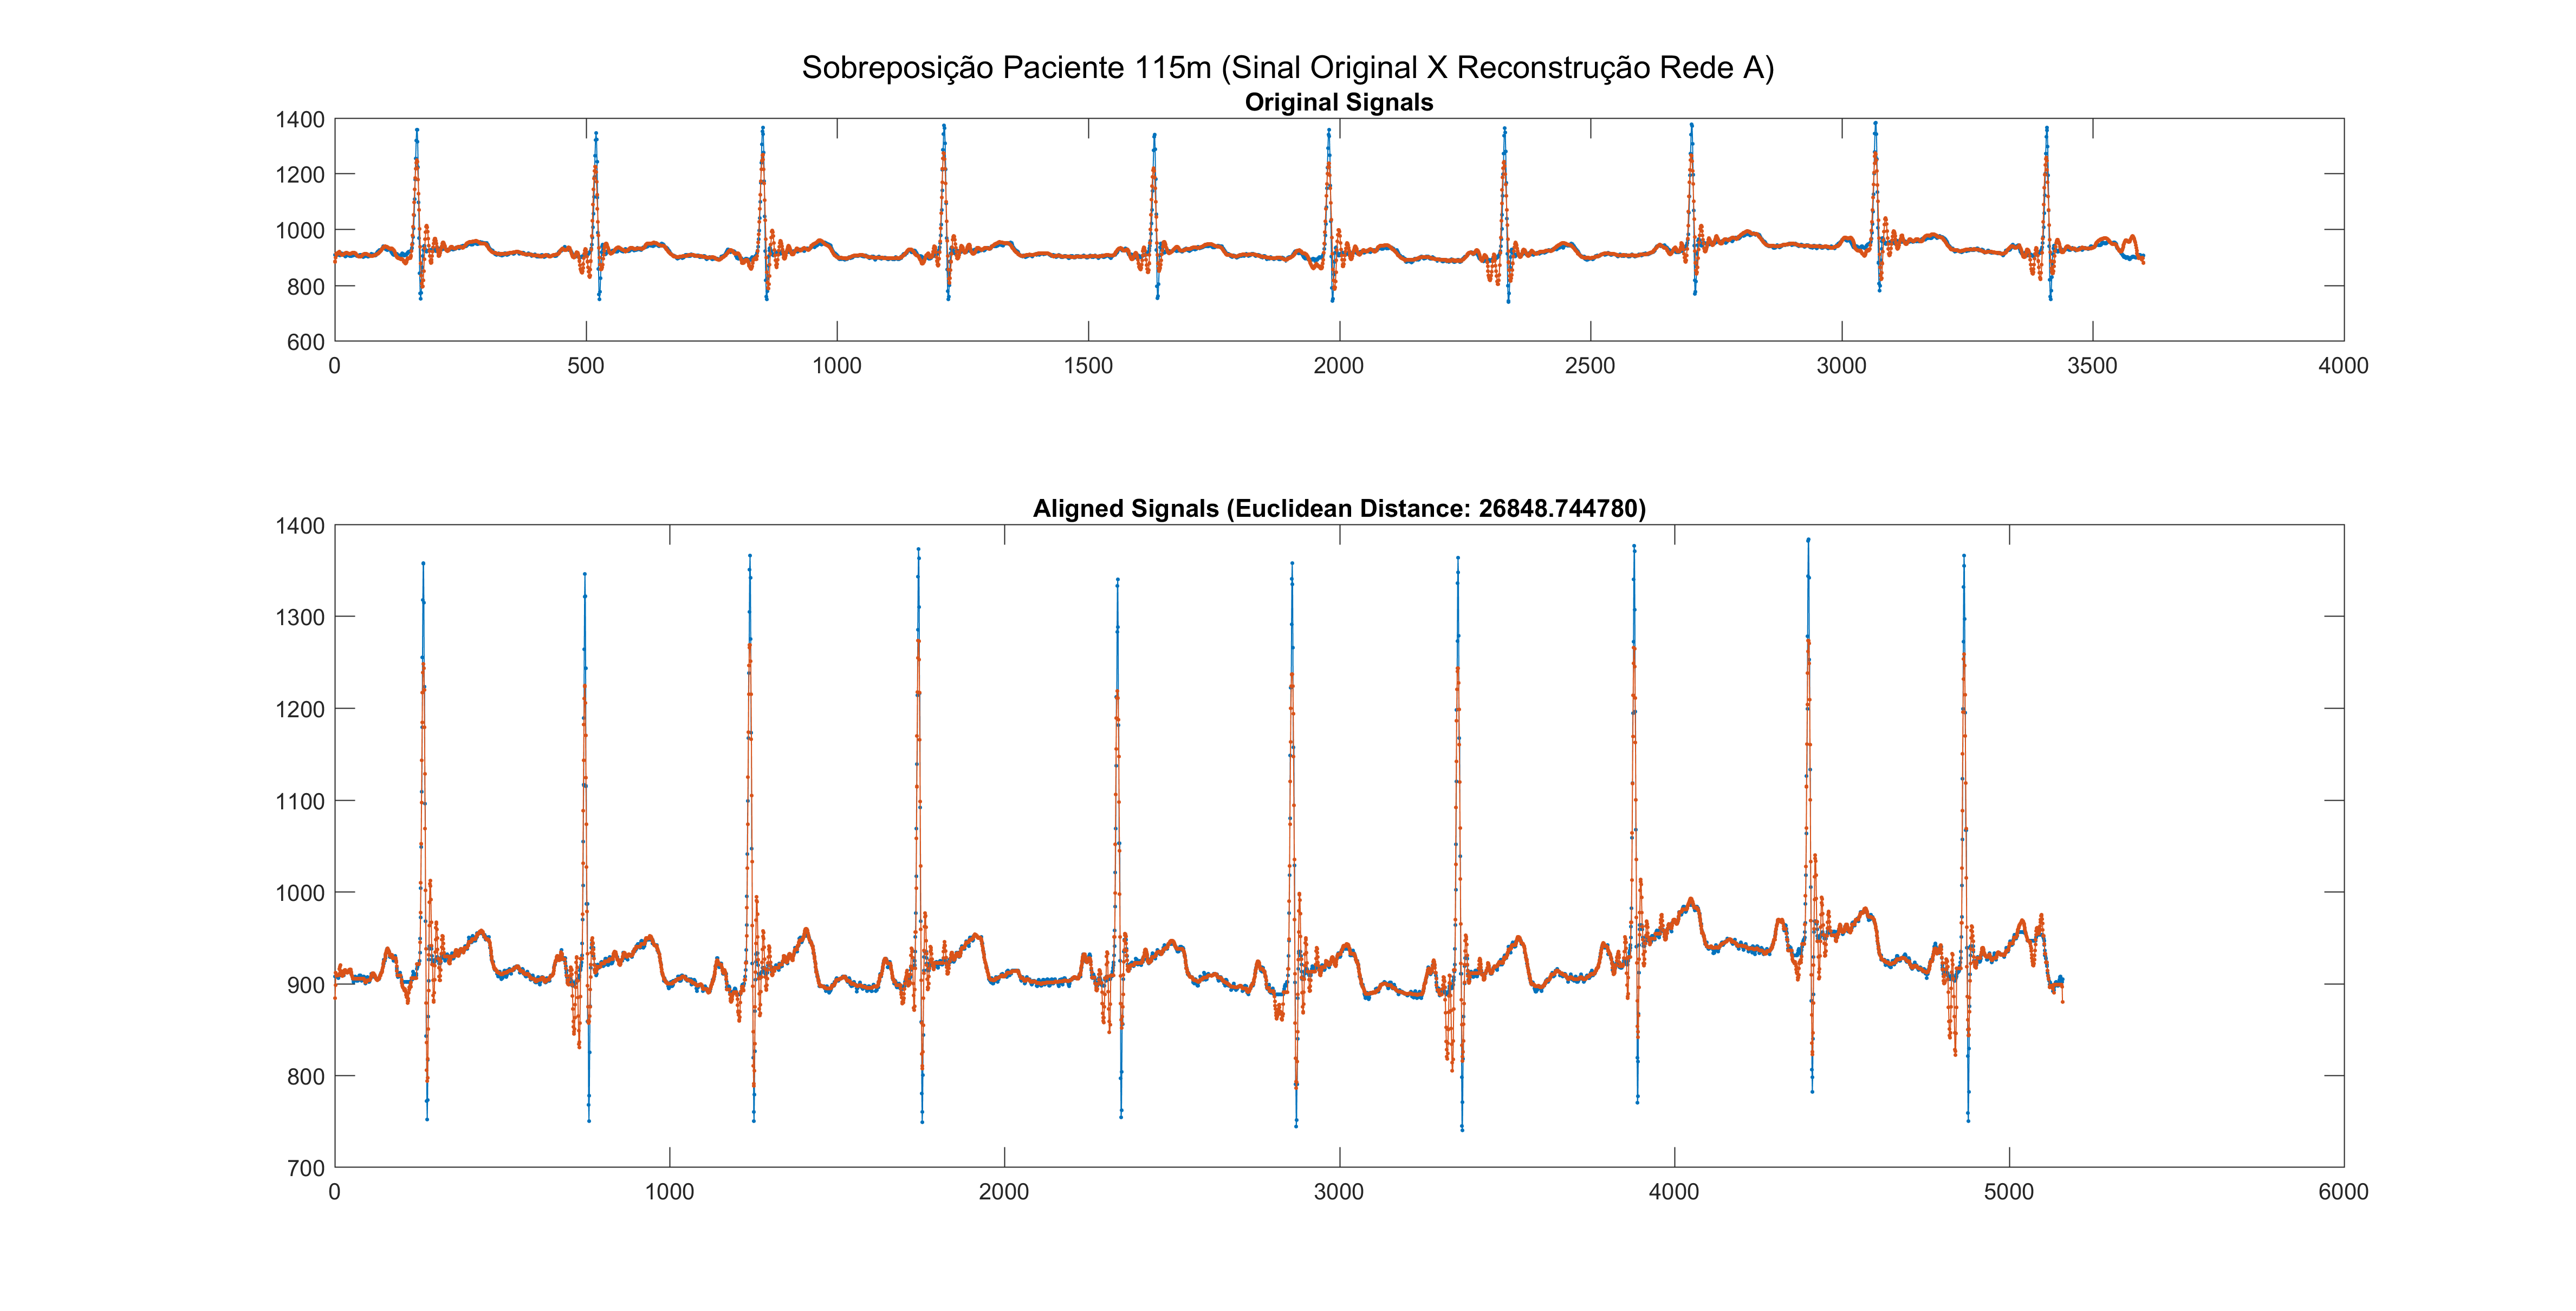 Sobreposição Paciente 115m (Sinal Original X Reconstrução Rede A)
Original Signals
1400
1200
1000
800
600
0 500 1000 1500 2000 2500 3000 3500 4000
Aligned Signals (Euclidean Distance: 26848.744780)
1400
1300
1200
1100
1000
900
800
700
0 1000 2000 3000 4000 5000 6000